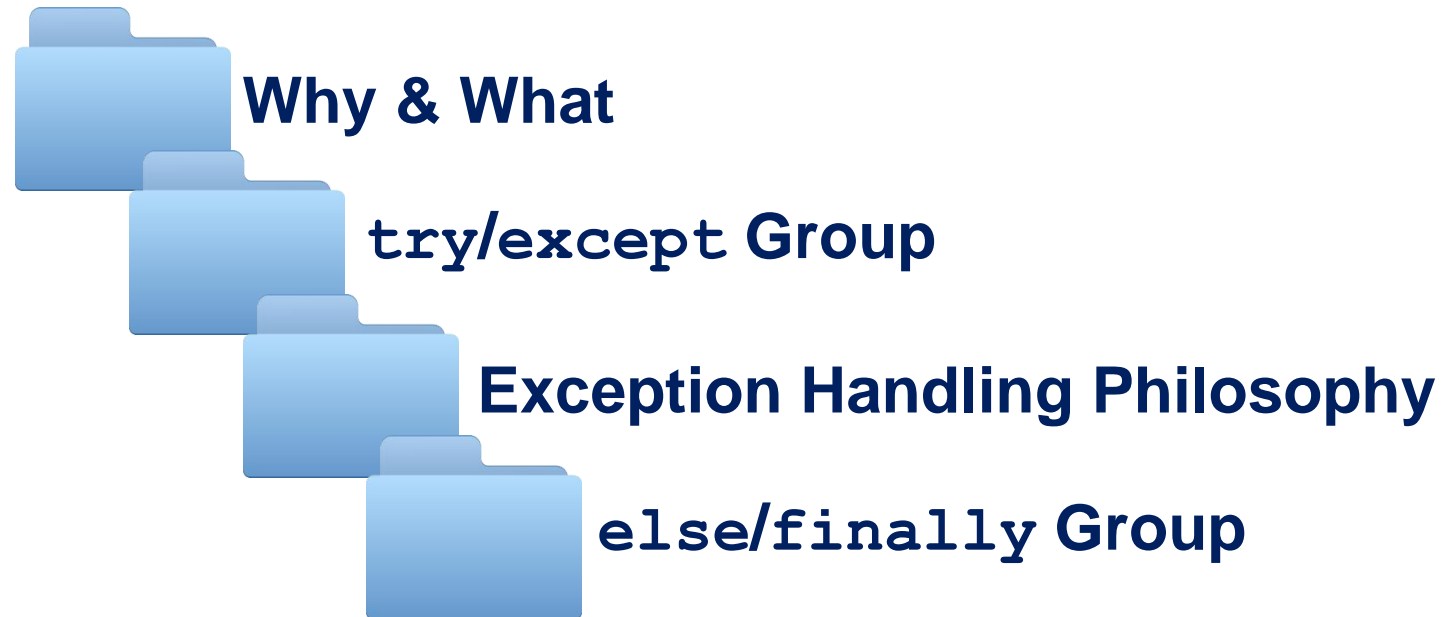 Why & What
try/except Group
Exception Handling Philosophy
else/finally Group